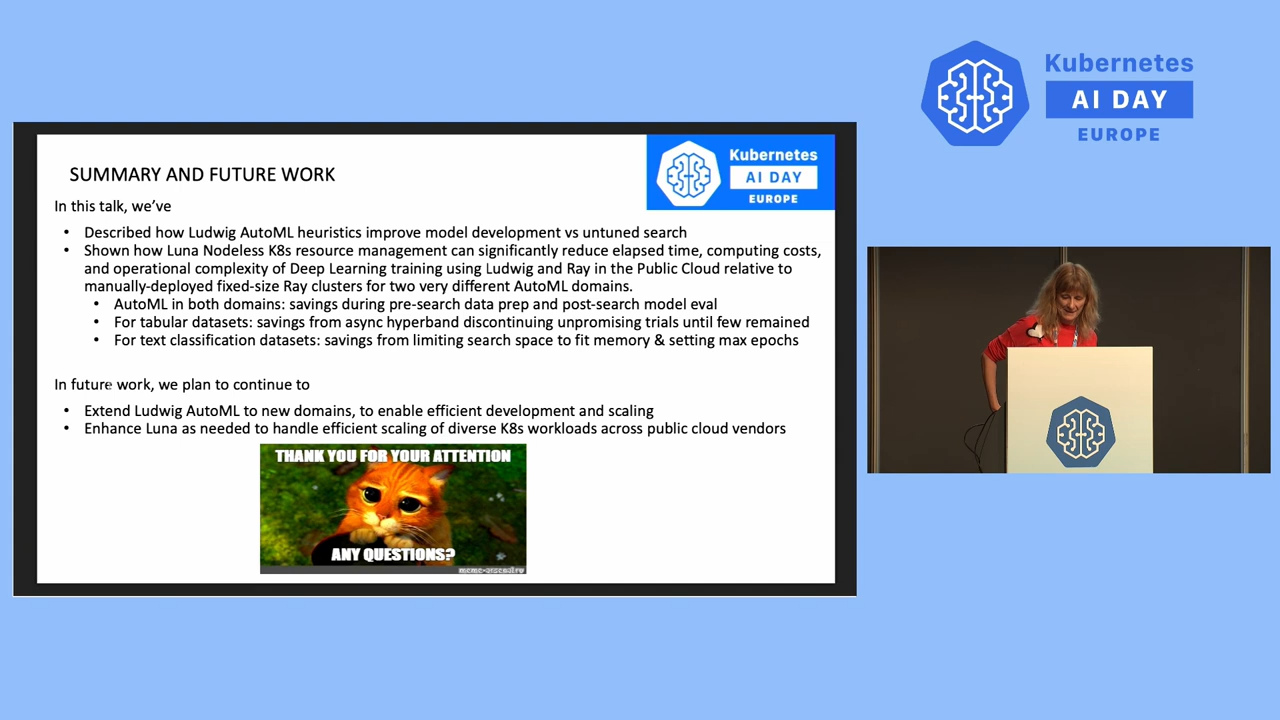 Kubernetes
AI DAY
EUROPE
SUMMARY AND FUTURE WORK
Kubernetes
AI DAY
EUROPE
In this talk, we've
• Described how Ludwig AutoML heuristics improve model development vs untuned search
• Shown how Luna Nodeless K8s resource management can significantly reduce elapsed time, computing costs,
and operational complexity of Deep Learning training using Ludwig and Ray in the Public Cloud relative to
manually-deployed fixed-size Ray clusters for two very different AutoML domains.
• AutoML in both domains: savings during pre-search data prep and post-search model eval
• For tabular datasets: savings from async hyperband discontinuing unpromising trials until few remained
• For text classification datasets: savings from limiting search space to fit memory & setting max epochs
In future work, we plan to continue to
• Extend Ludwig AutoML to new domains, to enable efficient development and scaling
• Enhance Luna as needed to handle efficient scaling of diverse K8s workloads across public cloud vendors
THANK YOU FOR YOUR ATTENTION
ANY QUESTIONS?
meme-arsenal.ru